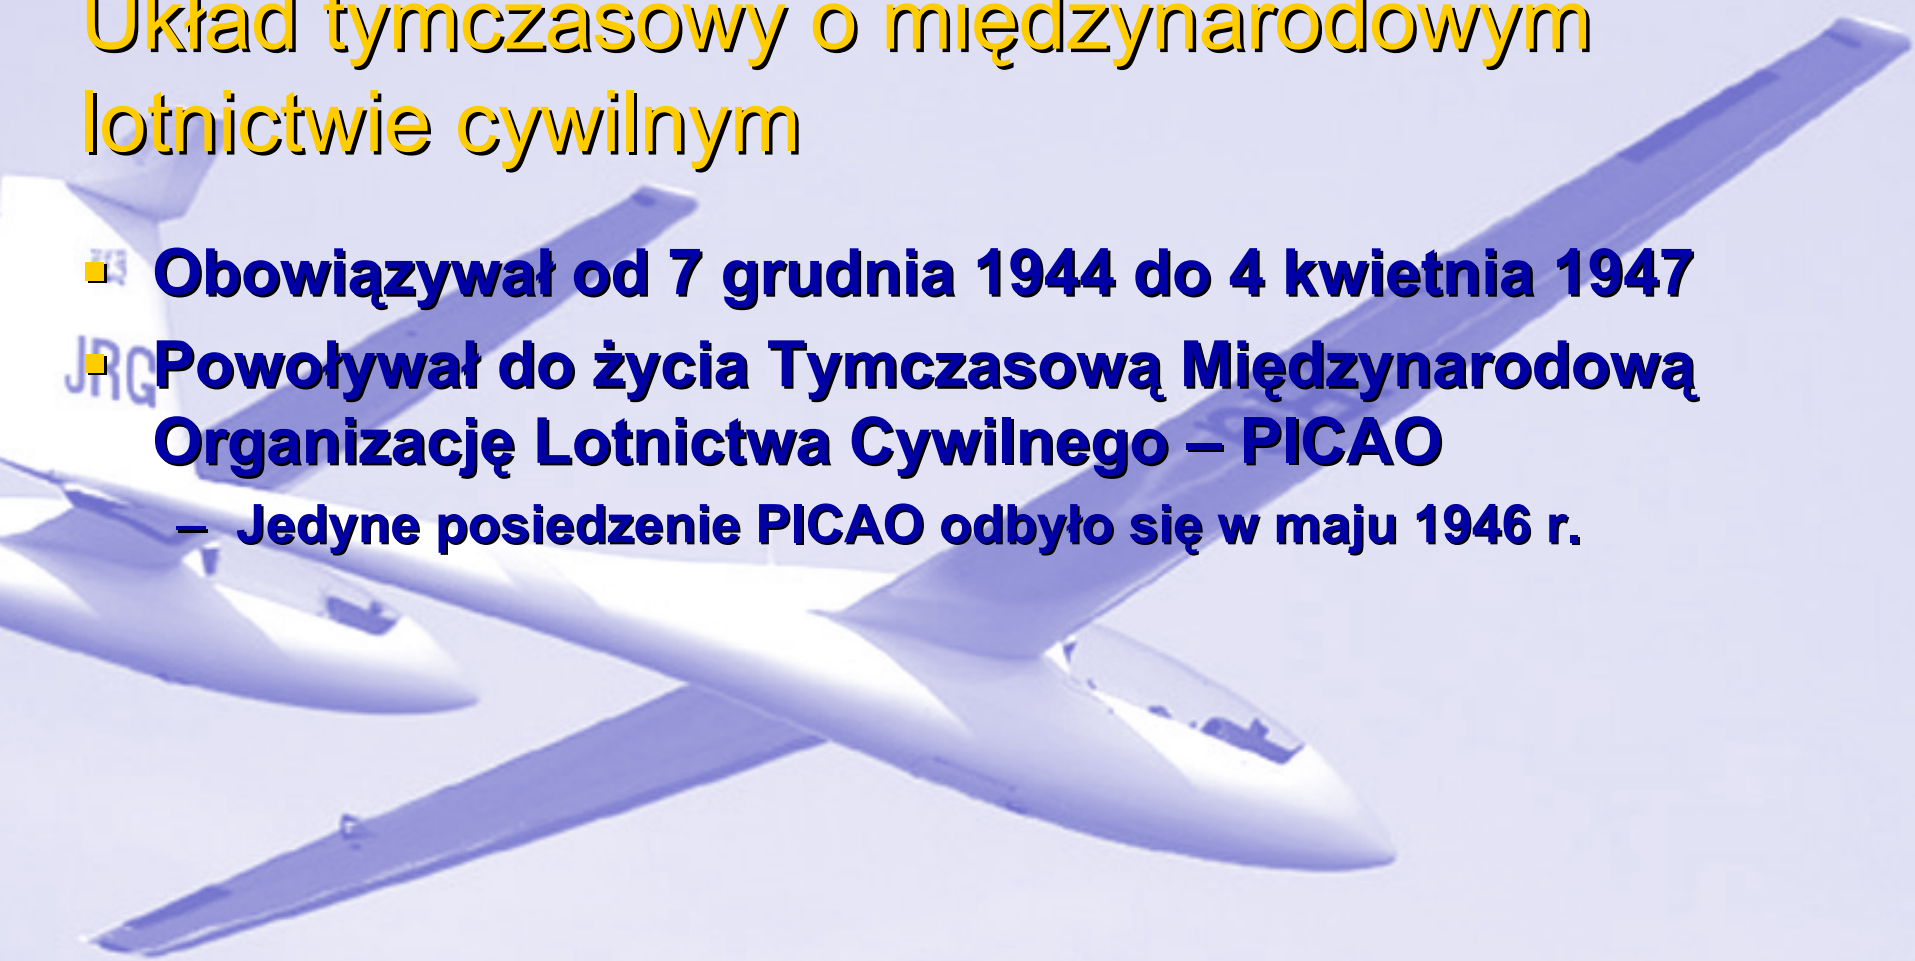 Układ tymczasowy o międzynarodowym
lotnictwie cywilnym
Obowiązywał od 7 grudnia 1944 do 4 kwietnia 1947
JRG
Powoływał do życia Tymczasową Międzynarodową
Organizację Lotnictwa Cywilnego – PICAO
– Jedyne posiedzenie PICAO odbyło się w maju 1946 r.